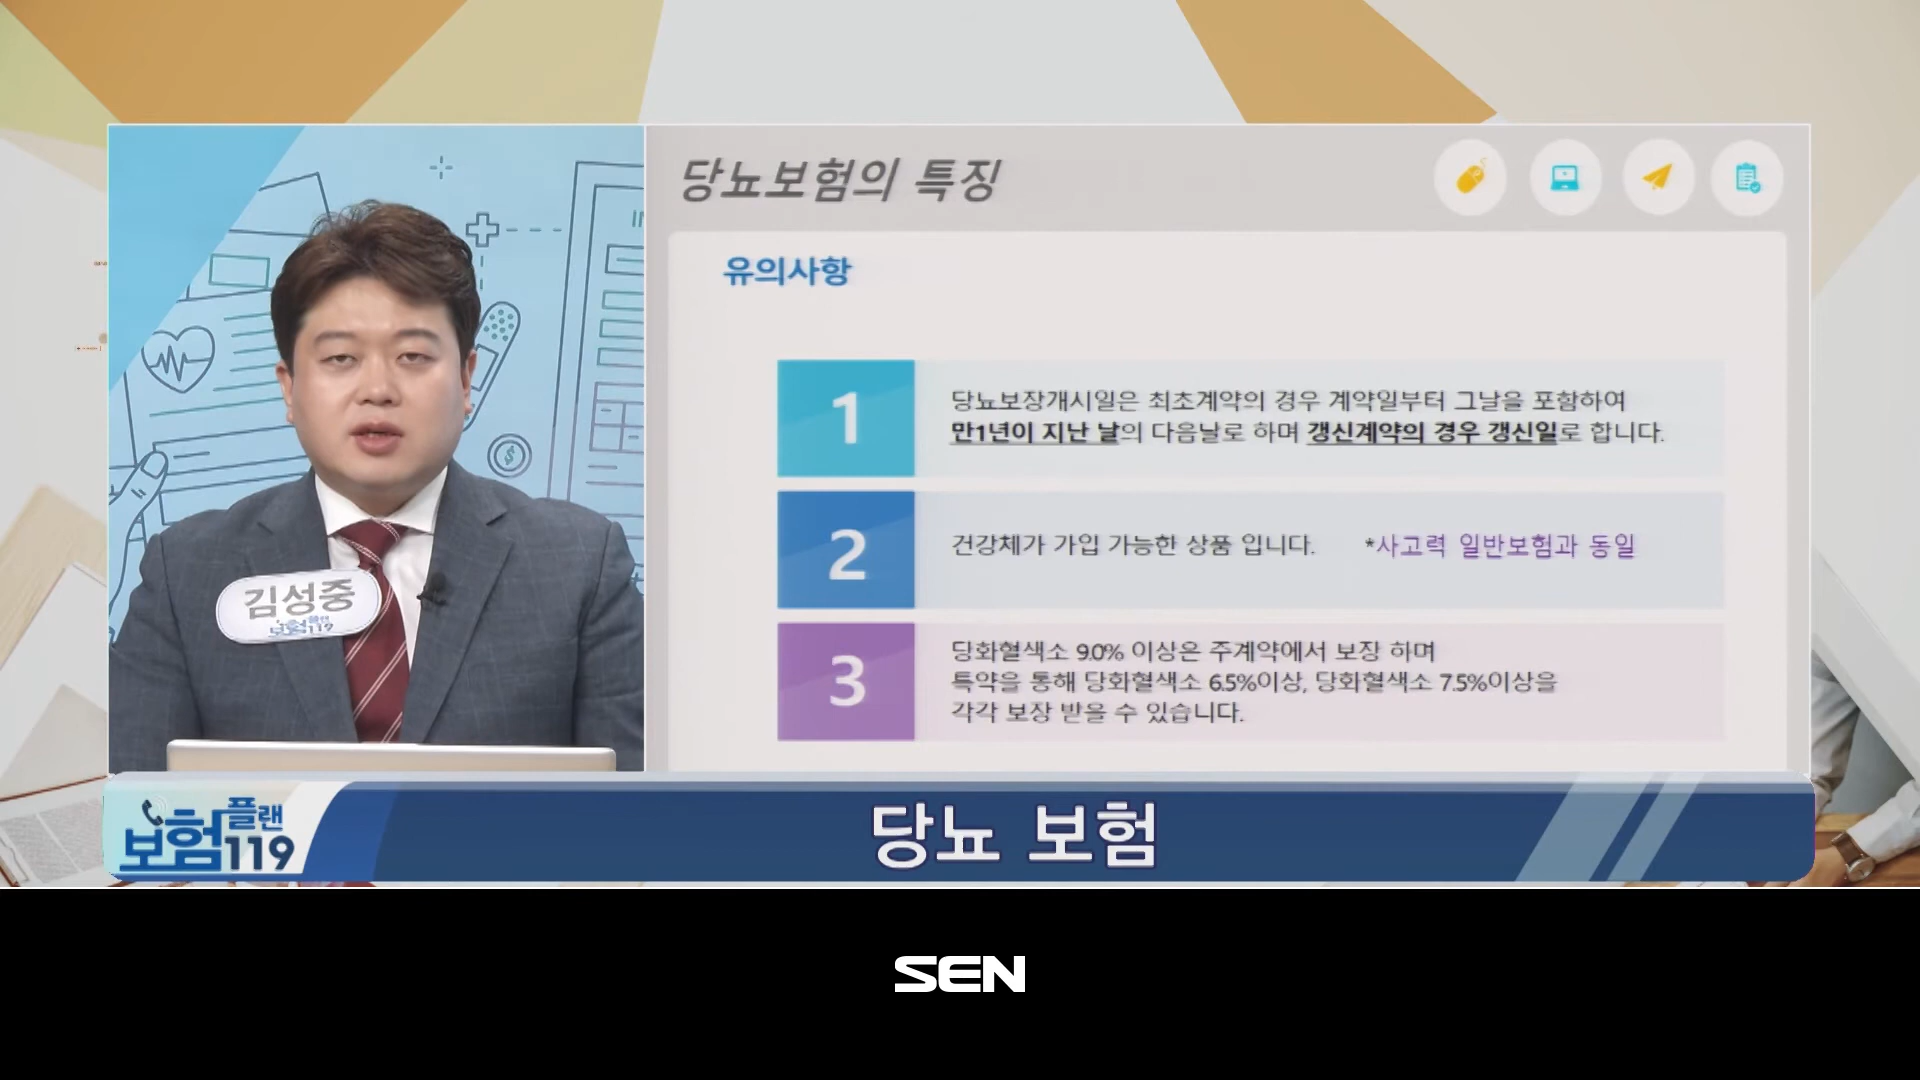 당뇨보험의 특징
유의사항
1
당뇨보장개시일은 최초계약의 경우 계약일부터 그날을 포함하여
만1년이 지난 날의 다음날로 하며 갱신계약의 경우 갱신일로 합니다.
2
건강체가 가입 가능한 상품 입니다. *사고력 일반보험과 동일
3
당화혈색소 9.0% 이상은 주계약에서 보장 하며
특약을 통해 당화혈색소 6.5%이상, 당화혈색소 7.5%이상을
각각 보장 받을 수 있습니다.
김성중
보험플랜119
보험플랜119
당뇨 보험
SEN